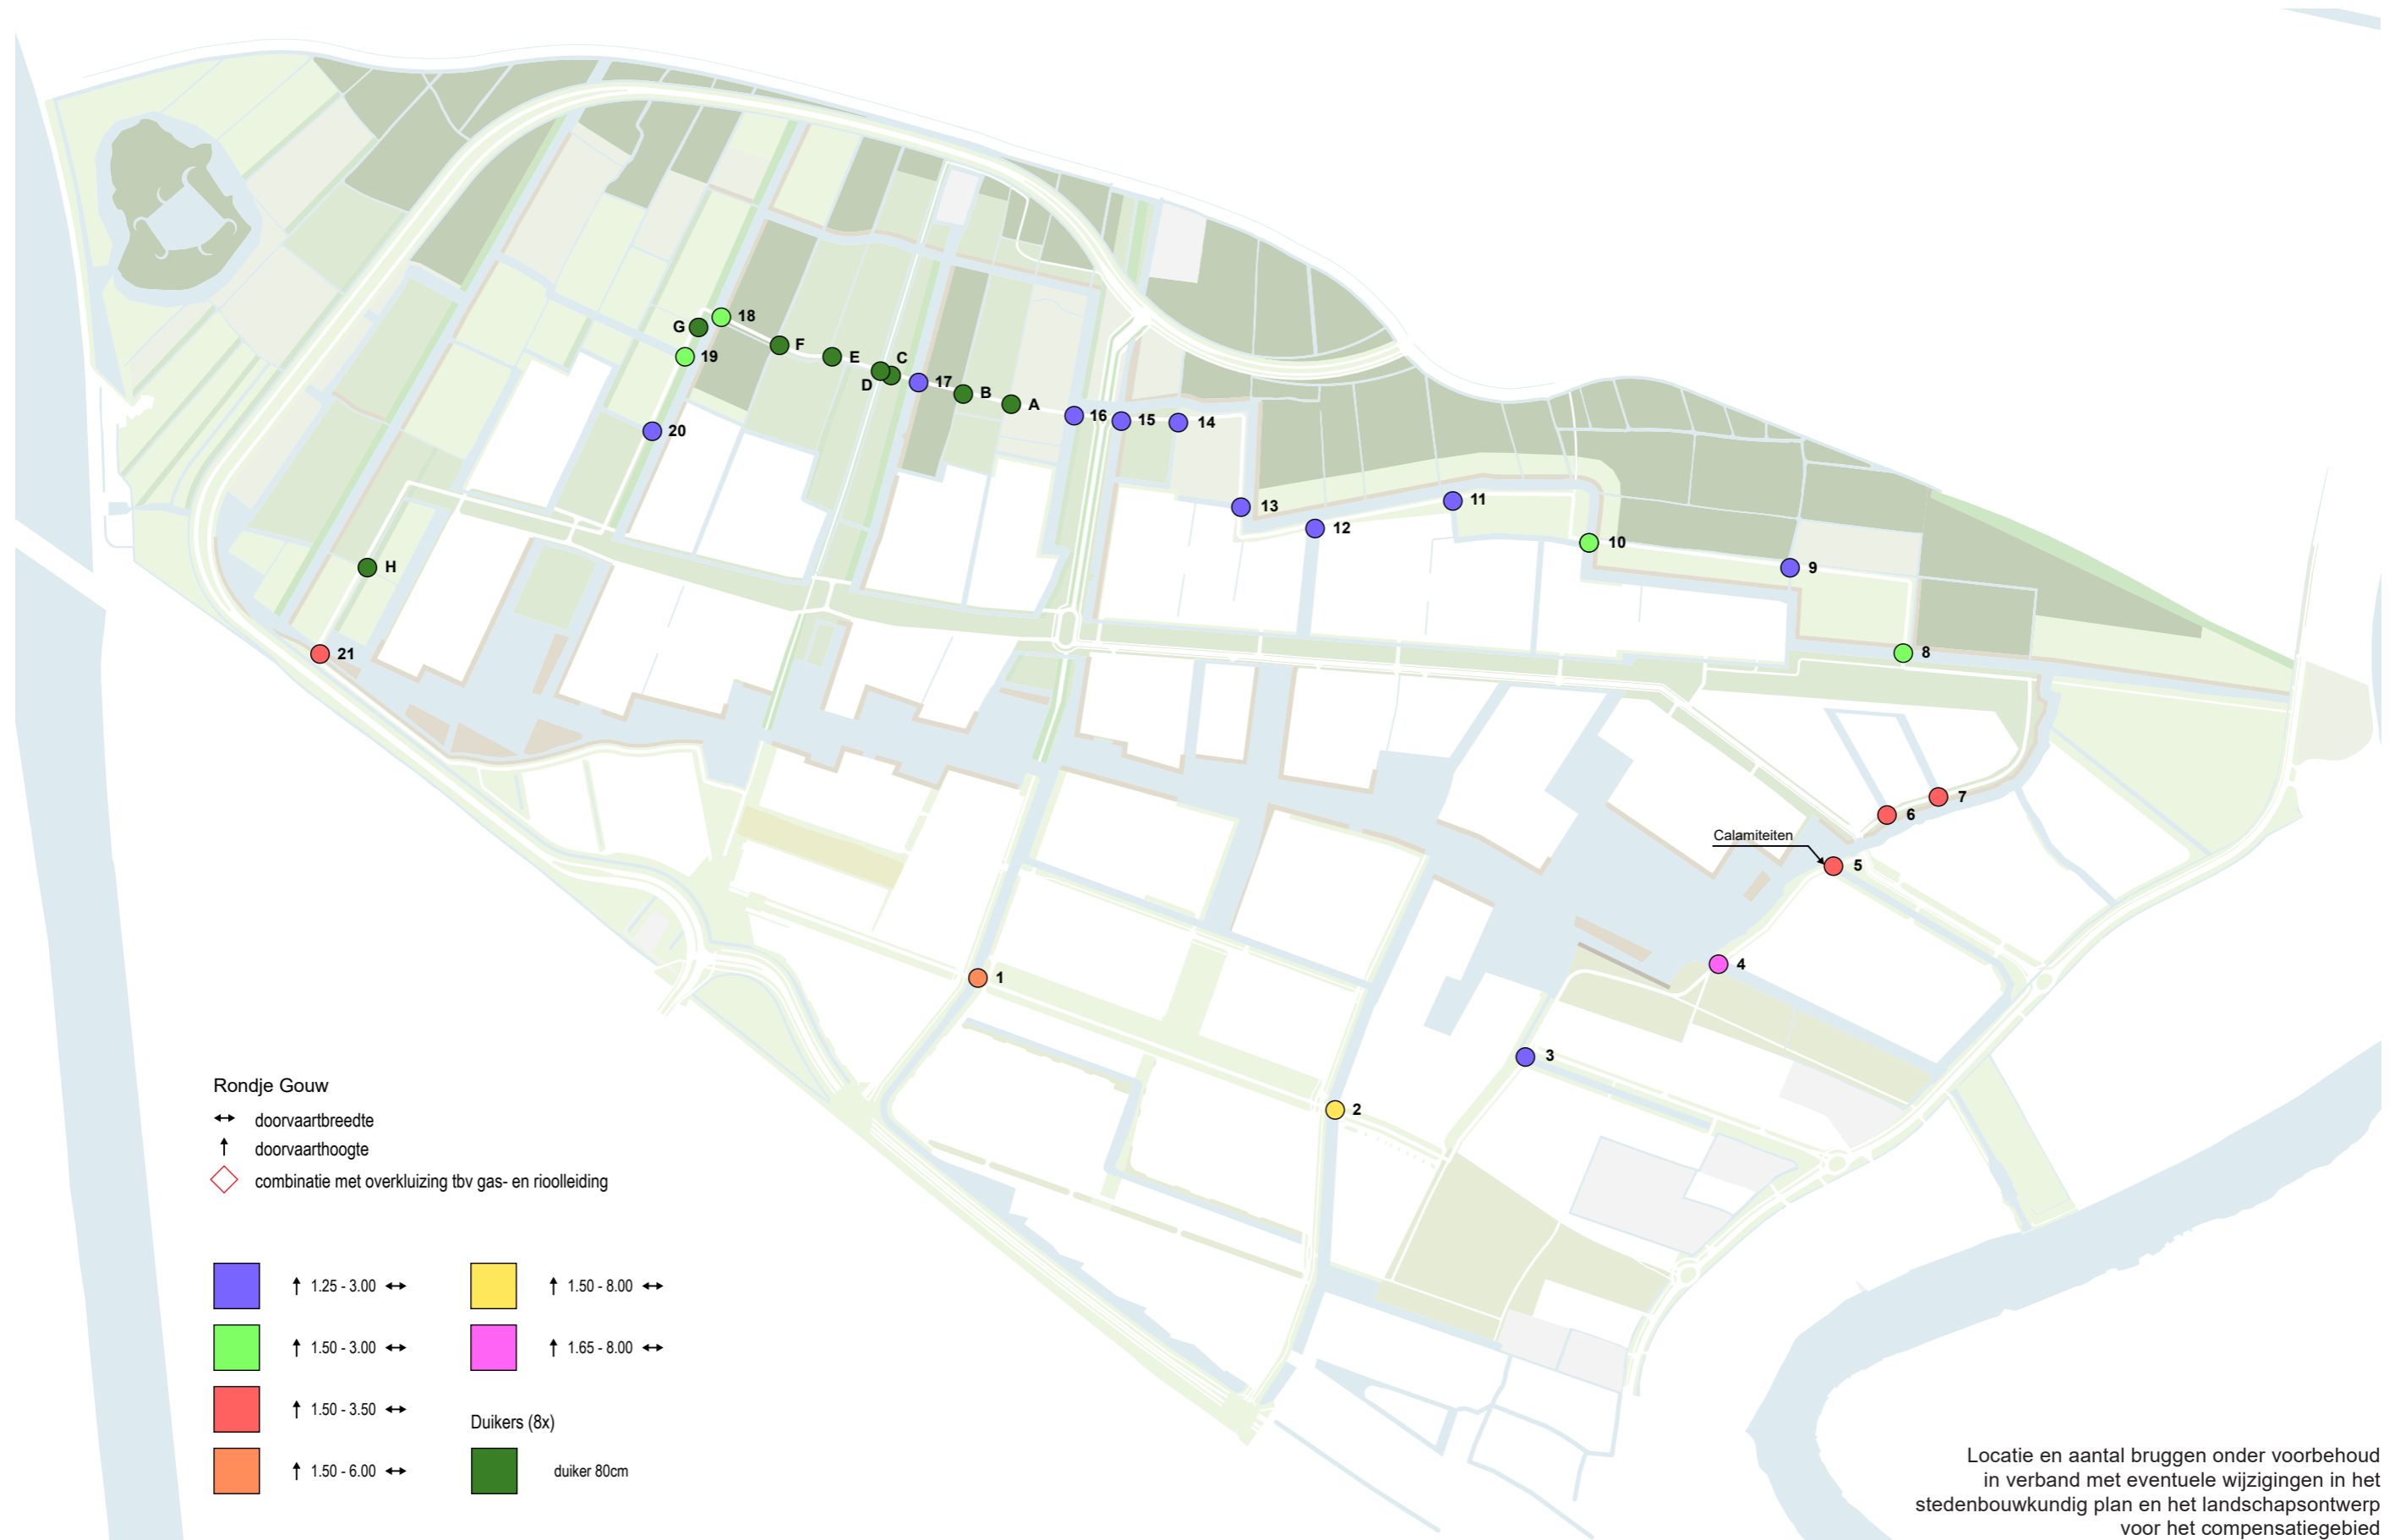 G
18
F
E
C
19
D
17
B
A
16
15
14
20
13
11
12
10
H
9
21
8
7
6
Calamiteiten
5
4
1
3
2
Rondje Gouw
doorvaartbreedte
doorvaarthoogte
combinatie met overkluizing tbv gas- en rioolleiding
1.25 - 3.00
1.50 - 3.00
1.50 - 3.50
1.50 - 6.00
1.50 - 8.00
1.65 - 8.00
Duikers (8x)
duiker 80cm
Locatie en aantal bruggen onder voorbehoud
in verband met eventuele wijzigingen in het
stedenbouwkundig plan en het landschapsontwerp
voor het compensatiegebied